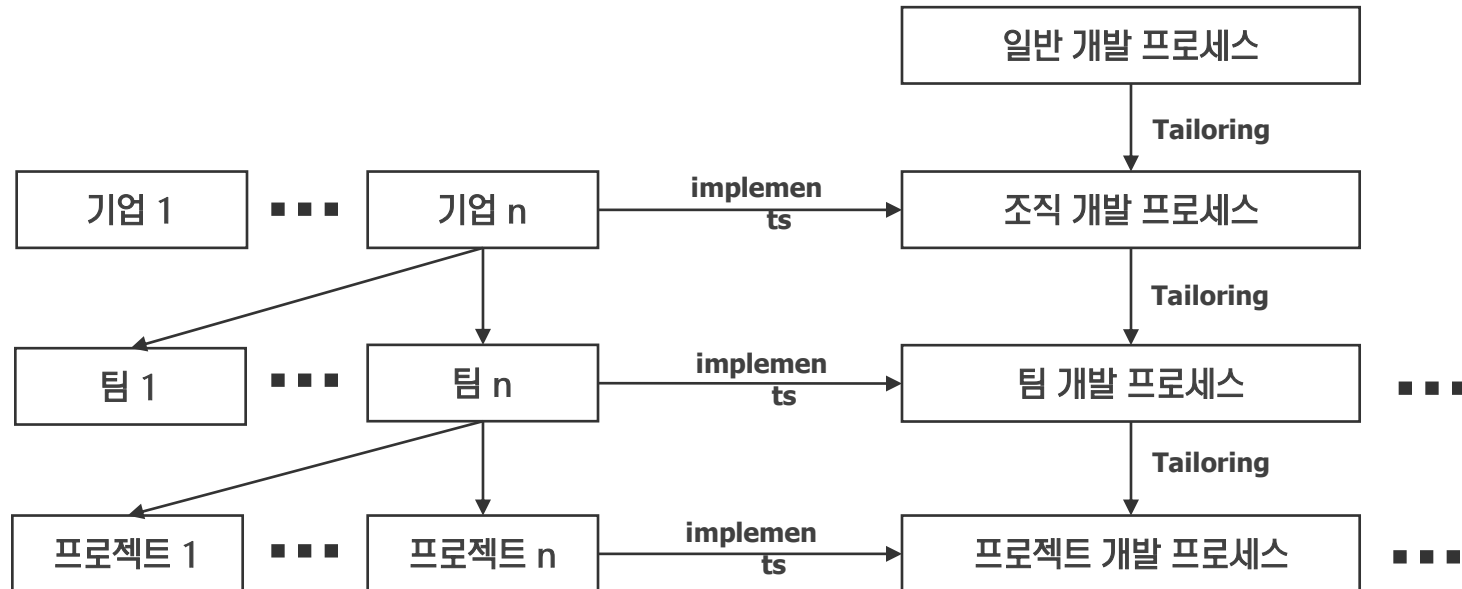 일반 개발 프로세스
Tailoring
기업 1
기업 n
implemen
ts
조직 개발 프로세스
Tailoring
팀 1
팀 n
implemen
ts
팀 개발 프로세스
Tailoring
프로젝트 1
프로젝트 n
implemen
ts
프로젝트 개발 프로세스